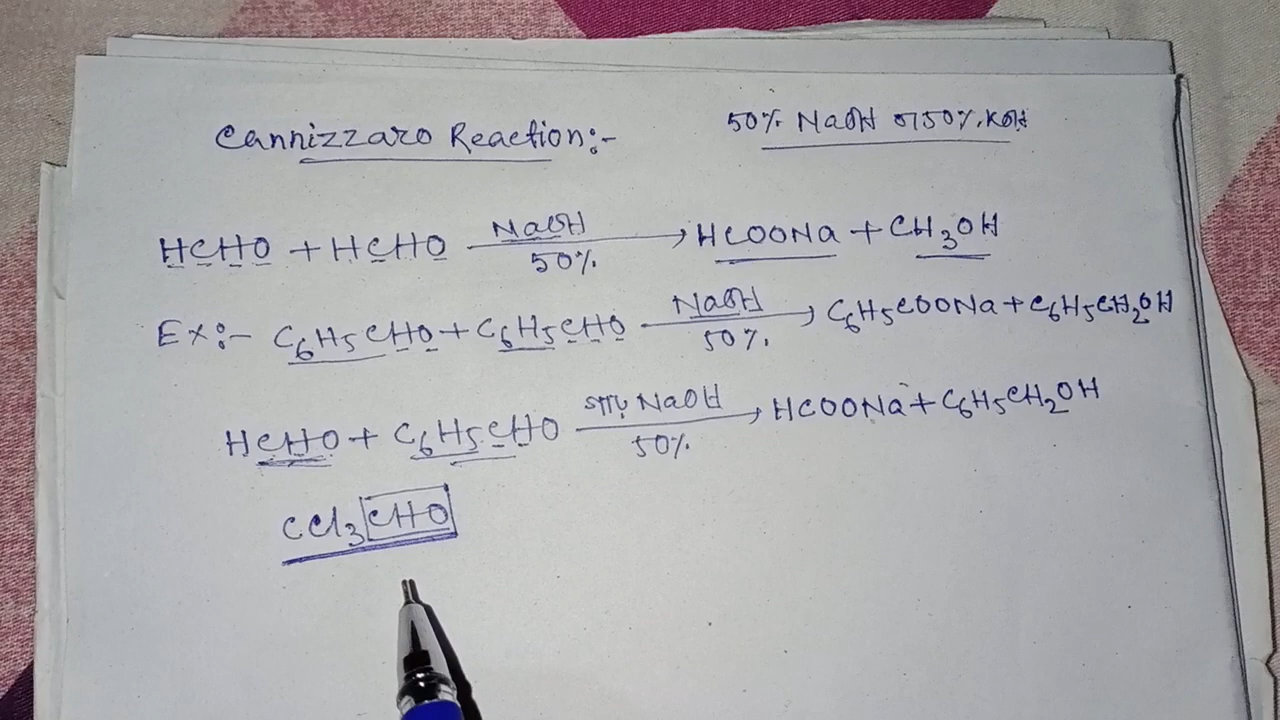 Cannizzaro Reaction:-
50% NaOH or 50% KOH
HCHO + HCHO NaOH 50% → HCOONa + CH3OH
Ex:- C6H5CHO + C6H5CHO NaOH 50% → C6H5COONa + C6H5CH2OH
HCHO + C6H5CHO सान्द्र NaOH 50% → HCOONa + C6H5CH2OH
CCl3CHO